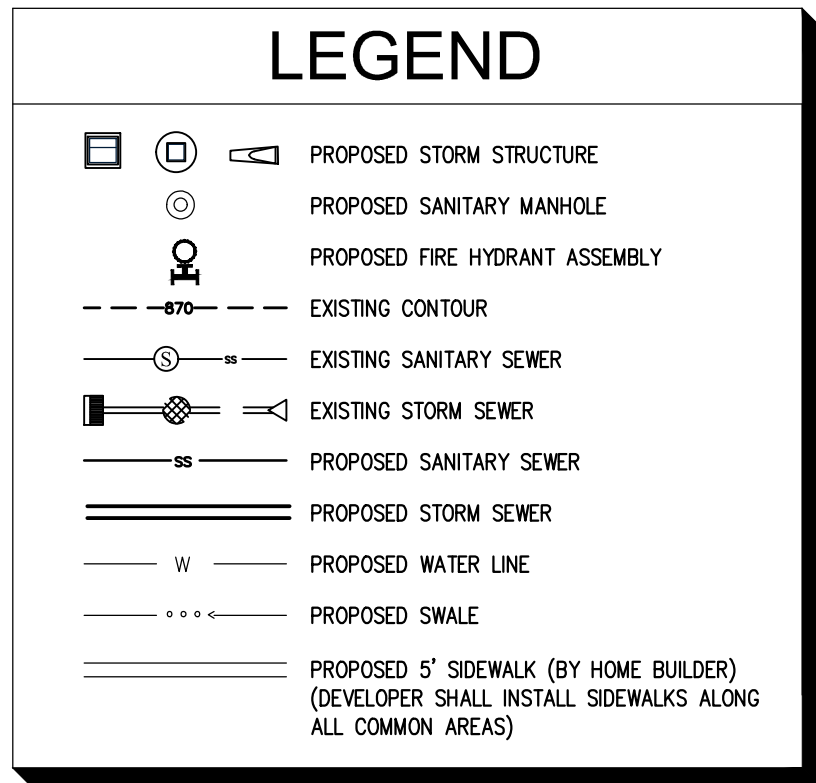 LEGEND
PROPOSED STORM STRUCTURE
PROPOSED SANITARY MANHOLE
PROPOSED FIRE HYDRANT ASSEMBLY
870 EXISTING CONTOUR
S ss EXISTING SANITARY SEWER
EXISTING STORM SEWER
SS PROPOSED SANITARY SEWER
PROPOSED STORM SEWER
W PROPOSED WATER LINE
PROPOSED SWALE
PROPOSED 5' SIDEWALK (BY HOME BUILDER)
(DEVELOPER SHALL INSTALL SIDEWALKS ALONG
ALL COMMON AREAS)